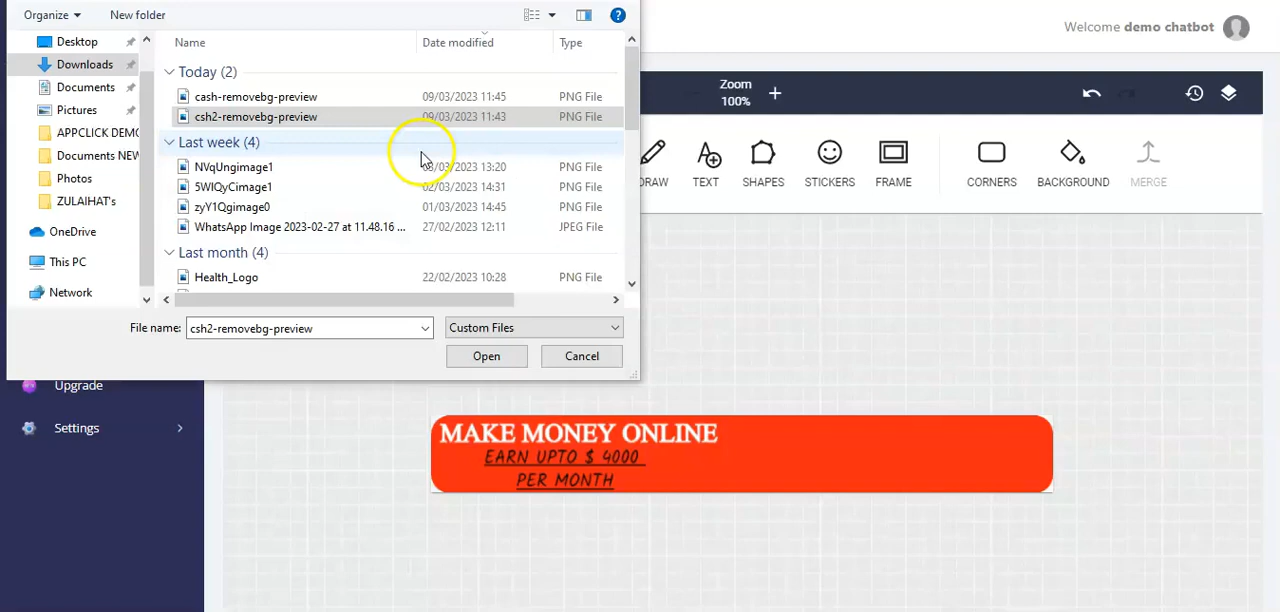 Organize
New folder
Welcome demo chatbot
Desktop
Downloads
Documents
Pictures
APPCLICK DEMO
Documents NEW
Photos
ZULAIHAT's
OneDrive
This PC
Network
Name
Date modified
Type
Today (2)
cash-removebg-preview 09/03/2023 11:45 PNG File
csh2-removebg-preview 09/03/2023 11:43 PNG File
Last week (4)
NVqUngimage1 03/03/2023 13:20 PNG File
5WIQyCimage1 02/03/2023 14:31 PNG File
zyY1Qgimage0 01/03/2023 14:45 PNG File
WhatsApp Image 2023-02-27 at 11.48.16 ... 27/02/2023 12:11 JPEG File
Last month (4)
Health_Logo 22/02/2023 10:28 PNG File
File name: csh2-removebg-preview
Custom Files
Open
Cancel
Zoom
100%
DRAW
TEXT
SHAPES
STICKERS
FRAME
CORNERS
BACKGROUND
MERGE
Upgrade
Settings
MAKE MONEY ONLINE
EARN UPTO $ 4000
PER MONTH